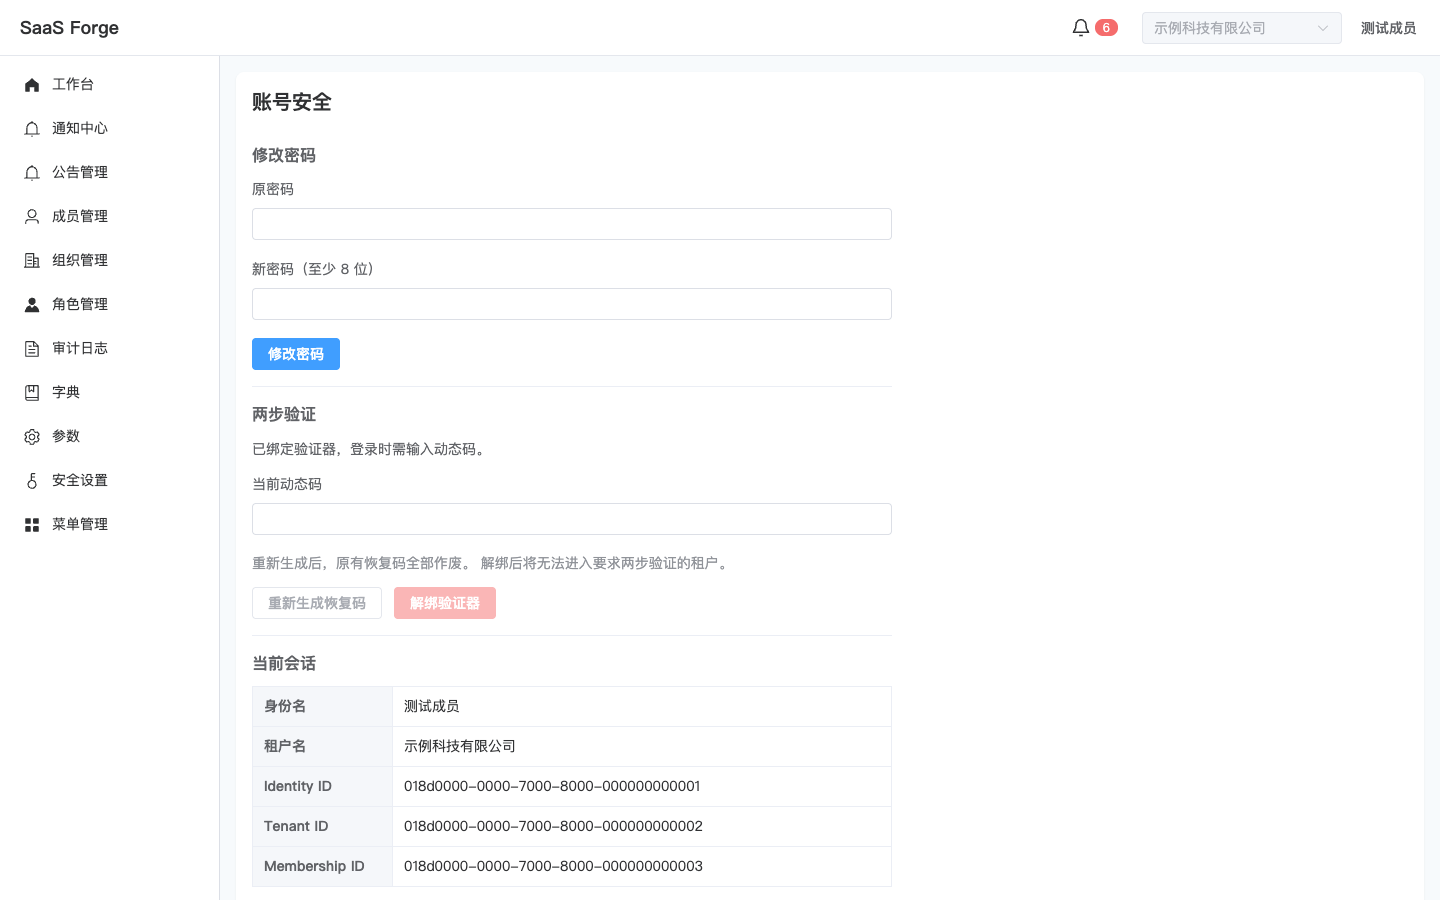 SaaS Forge
6
示例科技有限公司
测试成员
工作台
通知中心
公告管理
成员管理
组织管理
角色管理
审计日志
字典
参数
安全设置
菜单管理
账号安全
修改密码
原密码
新密码（至少 8 位）
修改密码
两步验证
已绑定验证器，登录时需输入动态码。
当前动态码
重新生成后，原有恢复码全部作废。 解绑后将无法进入要求两步验证的租户。
重新生成恢复码 解绑验证器
当前会话
身份名 测试成员
租户名 示例科技有限公司
Identity ID 018d0000-0000-7000-8000-000000000001
Tenant ID 018d0000-0000-7000-8000-000000000002
Membership ID 018d0000-0000-7000-8000-000000000003